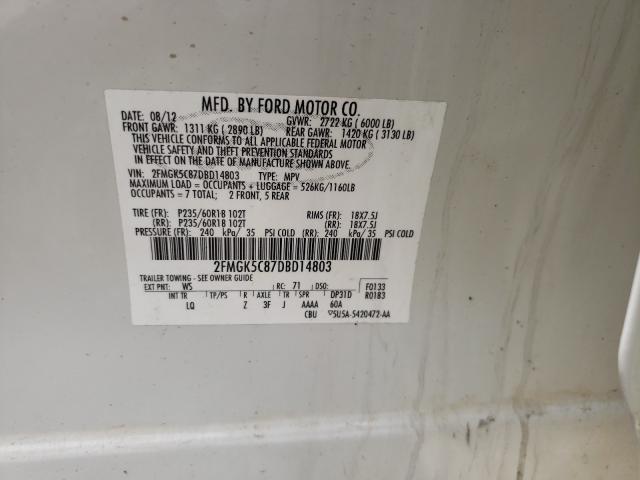 MFD. BY FORD MOTOR CO.
DATE: 08/12 GVWR: 2722 KG ( 6000 LB)
FRONT GAWR: 1311 KG ( 2890 LB) REAR GAWR: 1420 KG ( 3130 LB)
THIS VEHICLE CONFORMS TO ALL APPLICABLE FEDERAL MOTOR
VEHICLE SAFETY AND THEFT PREVENTION STANDARDS
IN EFFECT ON THE DATE OF MANUFACTURE SHOWN ABOVE.
VIN: 2FMGK5C87DBD14803 TYPE: MPV
MAXIMUM LOAD = OCCUPANTS + LUGGAGE = 526KG/1160LB
OCCUPANTS = 7 TOTAL; 2 FRONT, 5 REAR
TIRE (FR): P235/60R18 102T RIMS (FR): 18X7.5J
(RR): P235/60R18 102T (RR): 18X7.5J
PRESSURE (FR): 240 kPa/ 35 PSI COLD (RR): 240 kPa/ 35 PSI COLD
2FMGK5C87DBD14803
TRAILER TOWING - SEE OWNER GUIDE
EXT PNT: WS RC: 71 DSO: F0133
INT TR TP/PS R AXLE TR SPR DP31D R0183
LQ Z 3F J AAAA 60A
CBU 5U5A-5420472-AA